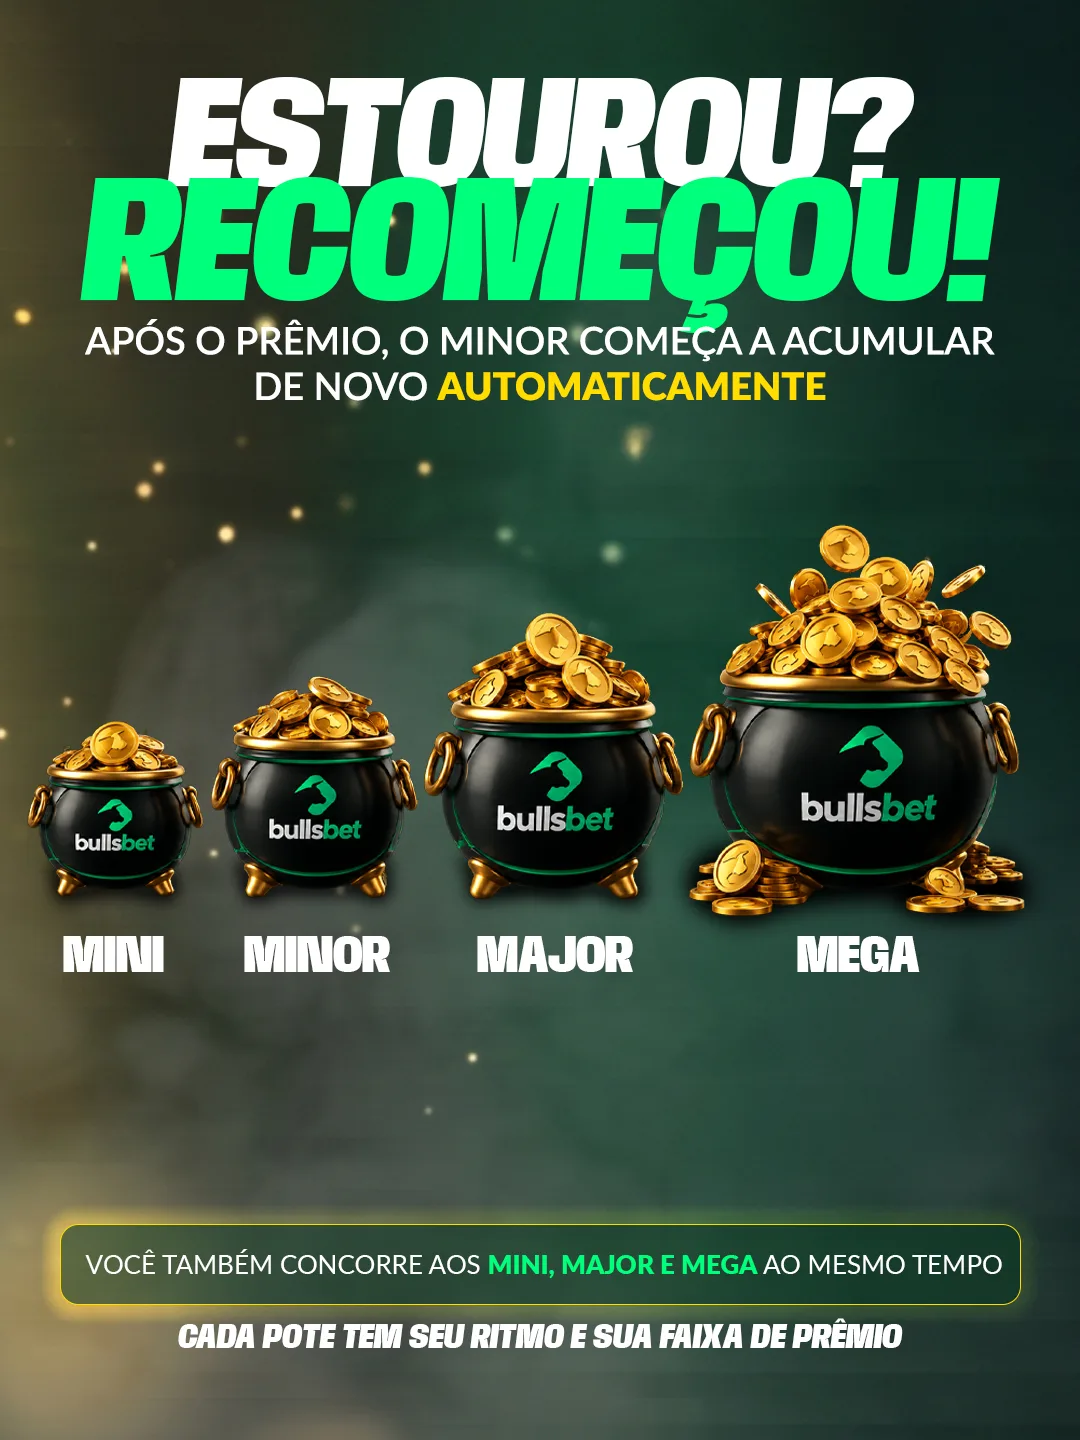 ESTOUROU?
RECOMEÇOU!
APÓS O PRÊMIO, O MINOR COMEÇA A ACUMULAR
DE NOVO AUTOMATICAMENTE
bullsbet
bullsbet
bullsbet
bullsbet
MINI
MINOR
MAJOR
MEGA
VOCÊ TAMBÉM CONCORRE AOS MINI, MAJOR E MEGA AO MESMO TEMPO
CADA POTE TEM SEU RITMO E SUA FAIXA DE PRÊMIO